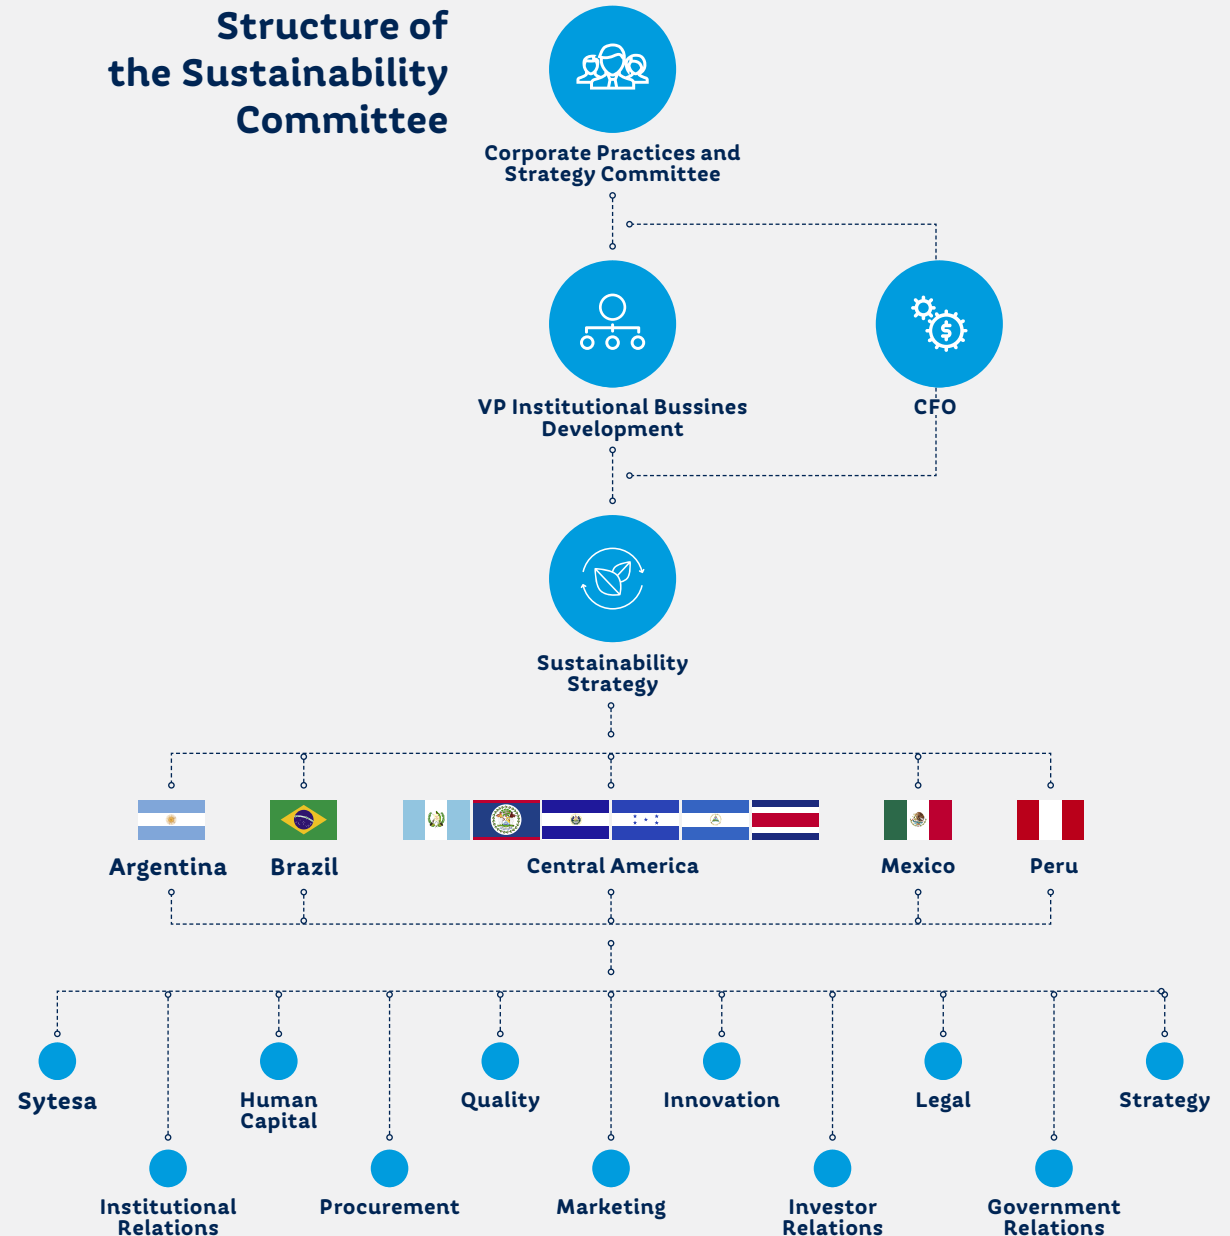 Structure of
the Sustainability
Committee
Corporate Practices and
Strategy Committee
VP Institutional Bussines
Development
CFO
Sustainability
Strategy
Argentina
Brazil
Central America
Mexico
Peru
Sytesa
Human
Capital
Quality
Innovation
Legal
Strategy
Institutional
Relations
Procurement
Marketing
Investor
Relations
Government
Relations